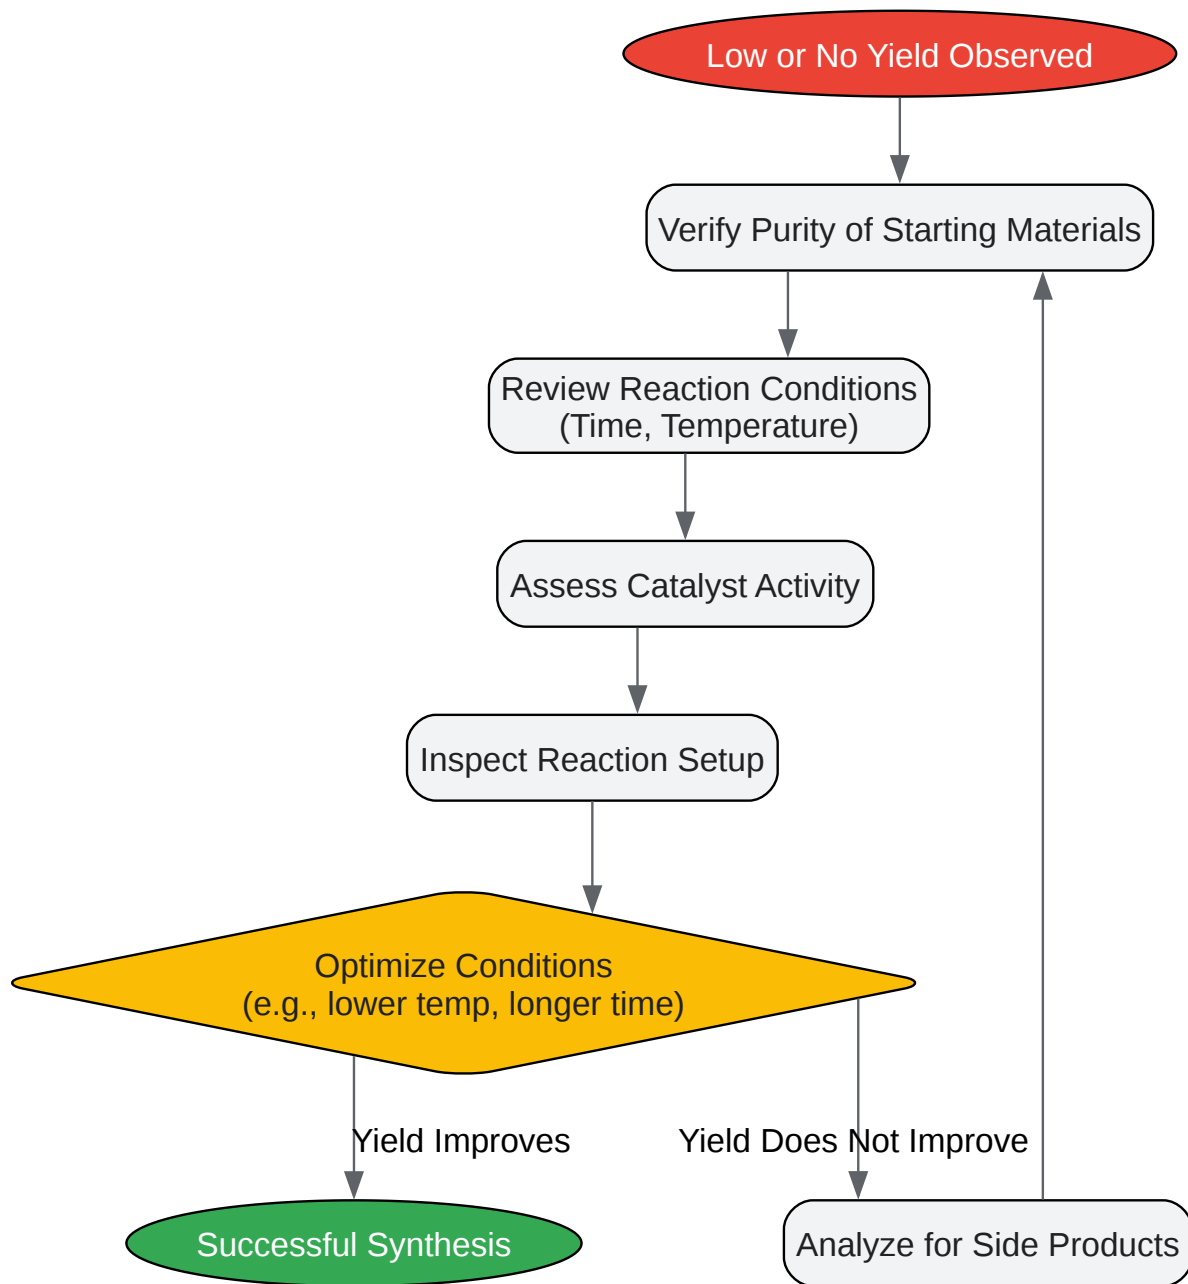 Low or No Yield Observed
Verify Purity of Starting Materials
Review Reaction Conditions
(Time, Temperature)
Assess Catalyst Activity
Inspect Reaction Setup
Optimize Conditions
(e.g., lower temp, longer time)
Yield Improves
Yield Does Not Improve
Successful Synthesis
Analyze for Side Products